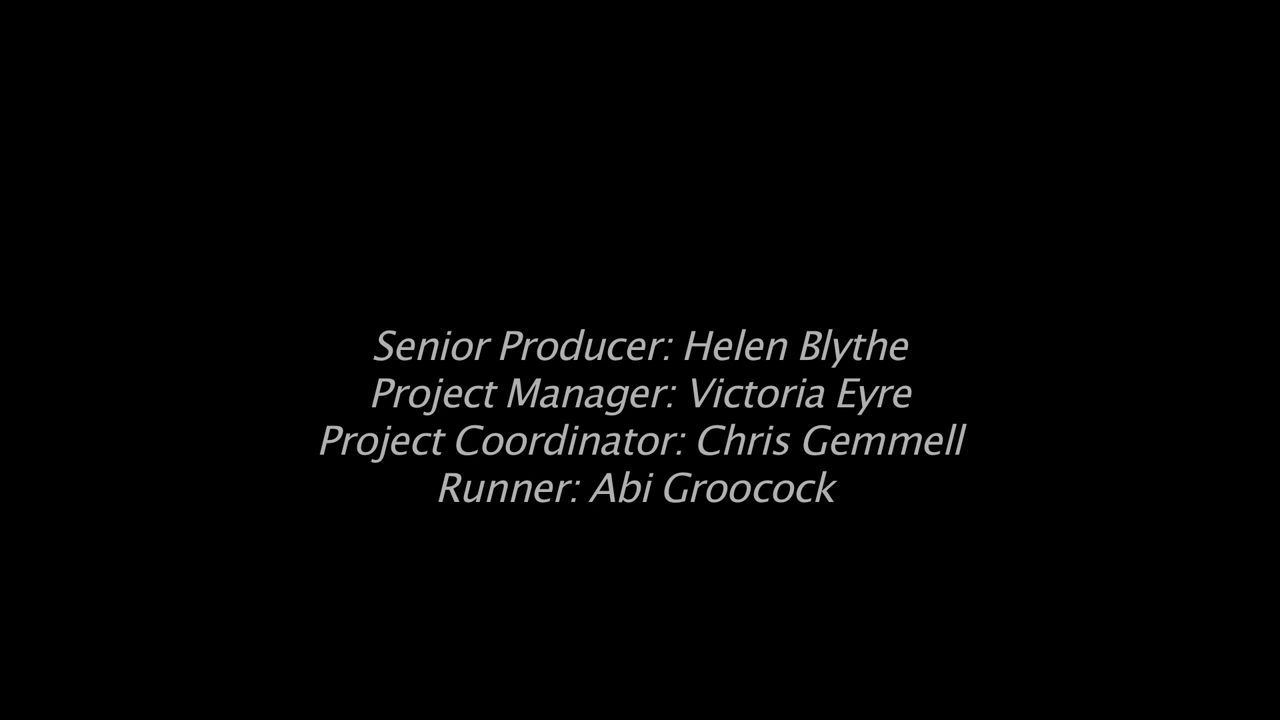 Senior Producer: Helen Blythe
Project Manager: Victoria Eyre
Project Coordinator: Chris Gemmell
Runner: Abi Groocock